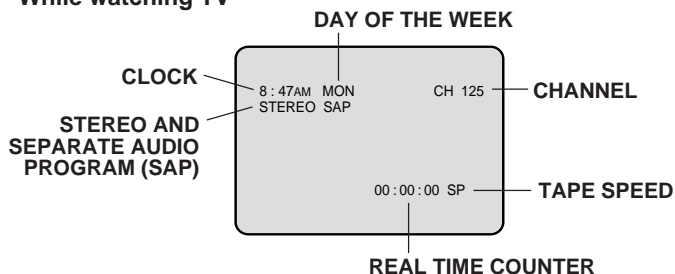 While watching TV
DAY OF THE WEEK
CLOCK
8 : 47AM MON
CH 125
CHANNEL
STEREO SAP
STEREO AND
SEPARATE AUDIO
PROGRAM (SAP)
00 : 00 : 00 SP
TAPE SPEED
REAL TIME COUNTER